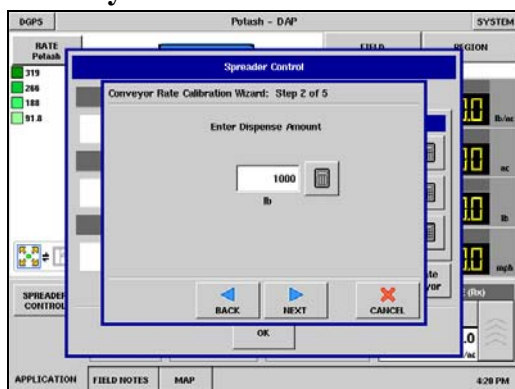 DGPS
Potash - DAP
SYSTEM
RATE
Potash
319
266
188
91.8
Spreader Control
Conveyor Rate Calibration Wizard: Step 2 of 5
Enter Dispense Amount
1000
lb
BACK
NEXT
CANCEL
OK
lb/ac
ac
lb
mph
SPREADER
CONTROL
(Rx)
APPLICATION
FIELD NOTES
MAP
4:20 PM